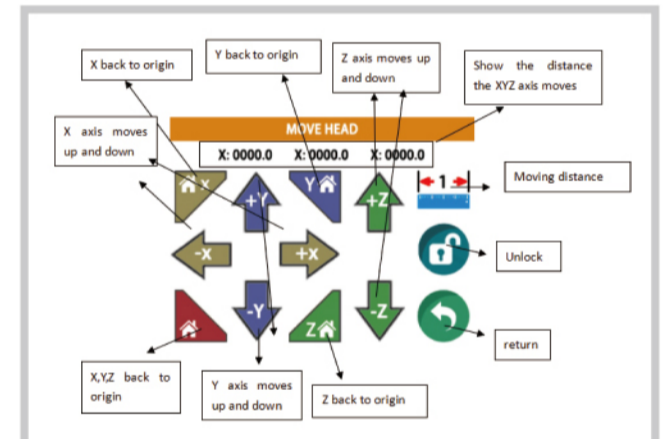 X back to origin
Y back to origin
Z axis moves up
and down
Show the distance
the XYZ axis moves
X axis moves
up and down
MOVE HEAD
X: 0000.0 X: 0000.0 X: 0000.0
X
+Y
Y
+Z
1
Moving distance
-X
+X
Unlock
-Y
Z
-Z
return
X,Y,Z back to
origin
Y axis moves
up and down
Z back to origin